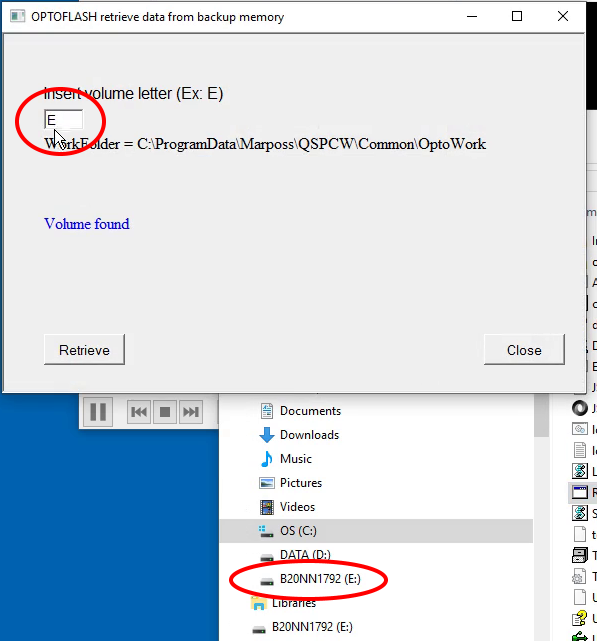 OPTOFLASH retrieve data from backup memory
Insert volume letter (Ex: E)
E
WorkFolder = C:\ProgramData\Marposs\QSPCW\Common\OptoWork
Volume found
Retrieve
Close
Documents
Downloads
Music
Pictures
Videos
OS (C:)
DATA (D:)
B20NN1792 (E:)
Libraries
B20NN1792 (E:)